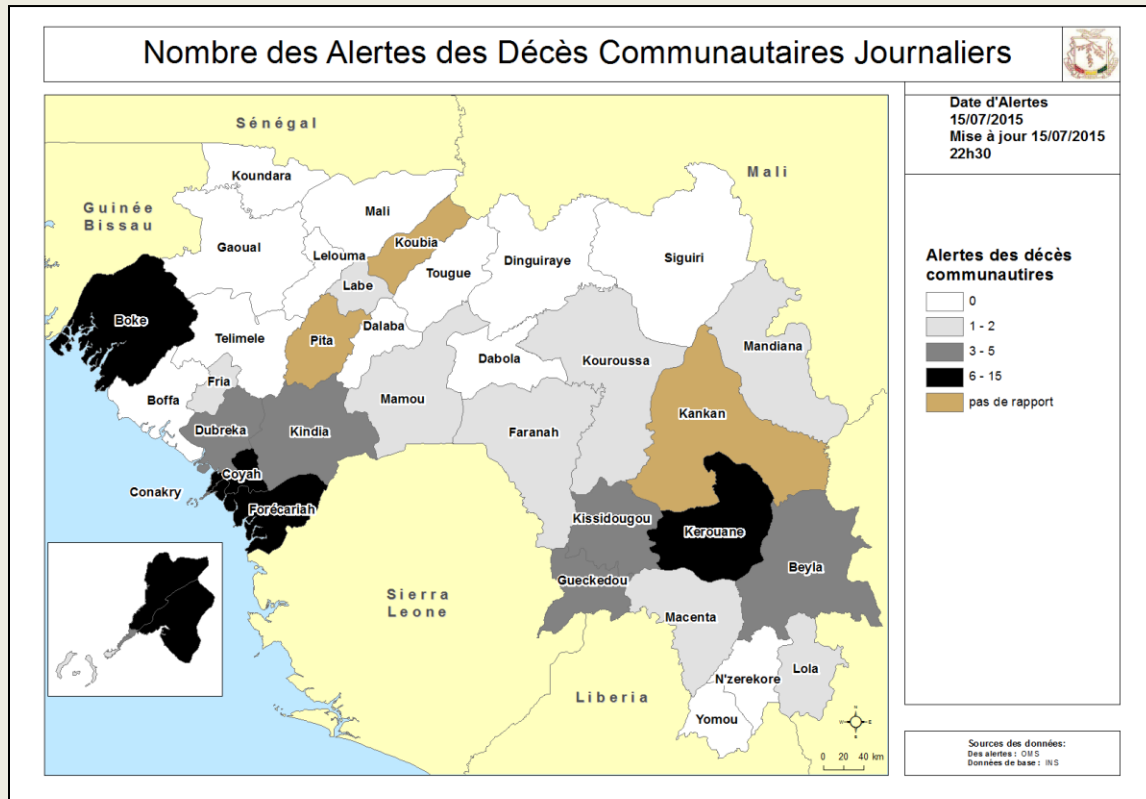 Nombre des Alertes des Décès Communautaires Journaliers
Date d'Alertes
15/07/2015
Mise à jour 15/07/2015
22h30
Sénégal
Mali
Guinée
Bissau
Koundara
Mali
Gaoual
Koubia
Lelouma
Tougue
Dinguiraye
Siguiri
Labe
Boke
Telimele
Pita
Dalaba
Dabola
Kouroussa
Mandiana
Fria
Boffa
Mamou
Kankan
Dubreka
Kindia
Faranah
Coyah
Conakry
Forécariah
Kissidougou
Kerouane
Beyla
Gueckedou
Sierra
Leone
Macenta
Lola
N'zerekore
Liberia
Yomou
N
W
E
S
0 20 40 km
Alertes des décès
communautires
0
1 - 2
3 - 5
6 - 15
pas de rapport
Sources des données:
Des alertes : OMS
Données de base : INS